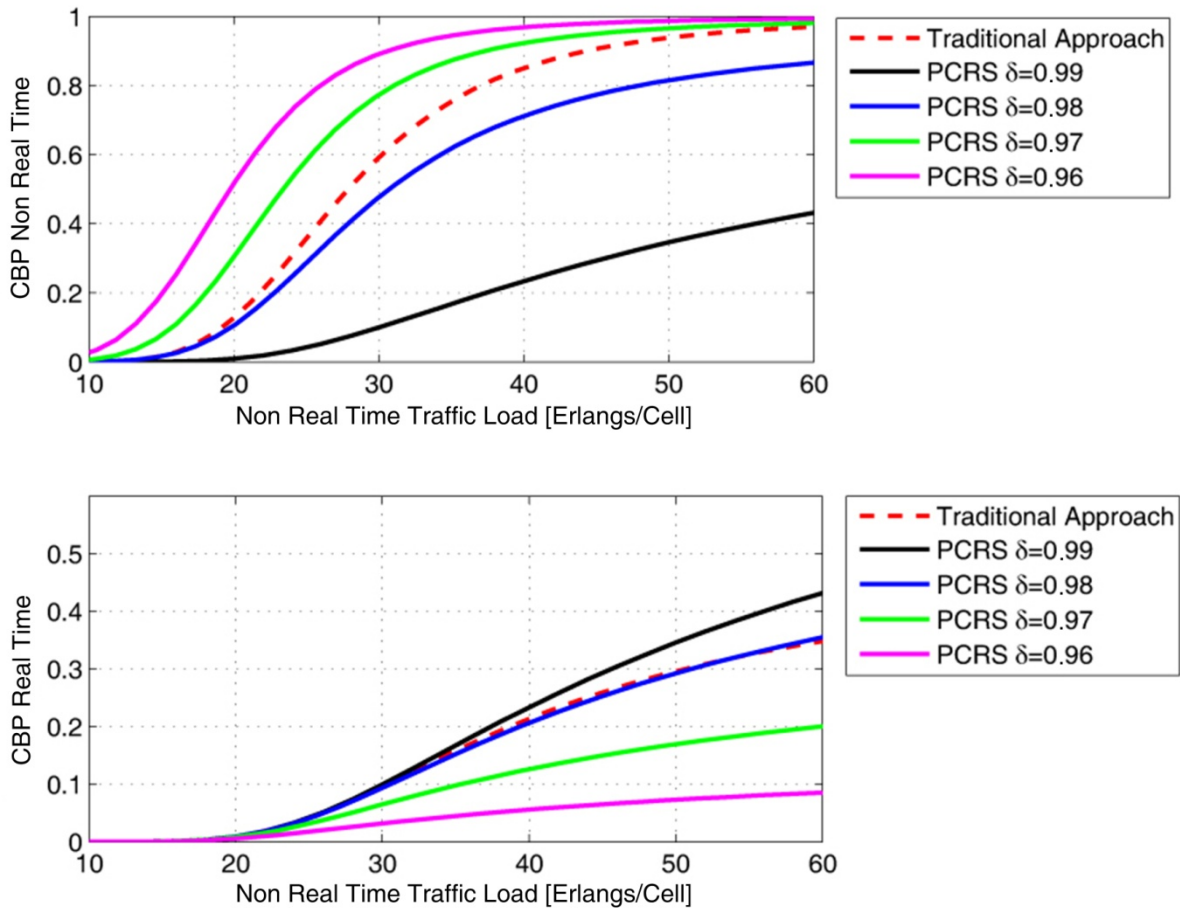 CBP Non Real Time
1
0.8
0.6
0.4
0.2
0
10 20 30 40 50 60
Non Real Time Traffic Load [Erlangs/Cell]
Traditional Approach
PCRS δ=0.99
PCRS δ=0.98
PCRS δ=0.97
PCRS δ=0.96
CBP Real Time
0.5
0.4
0.3
0.2
0.1
0
10 20 30 40 50 60
Non Real Time Traffic Load [Erlangs/Cell]
Traditional Approach
PCRS δ=0.99
PCRS δ=0.98
PCRS δ=0.97
PCRS δ=0.96